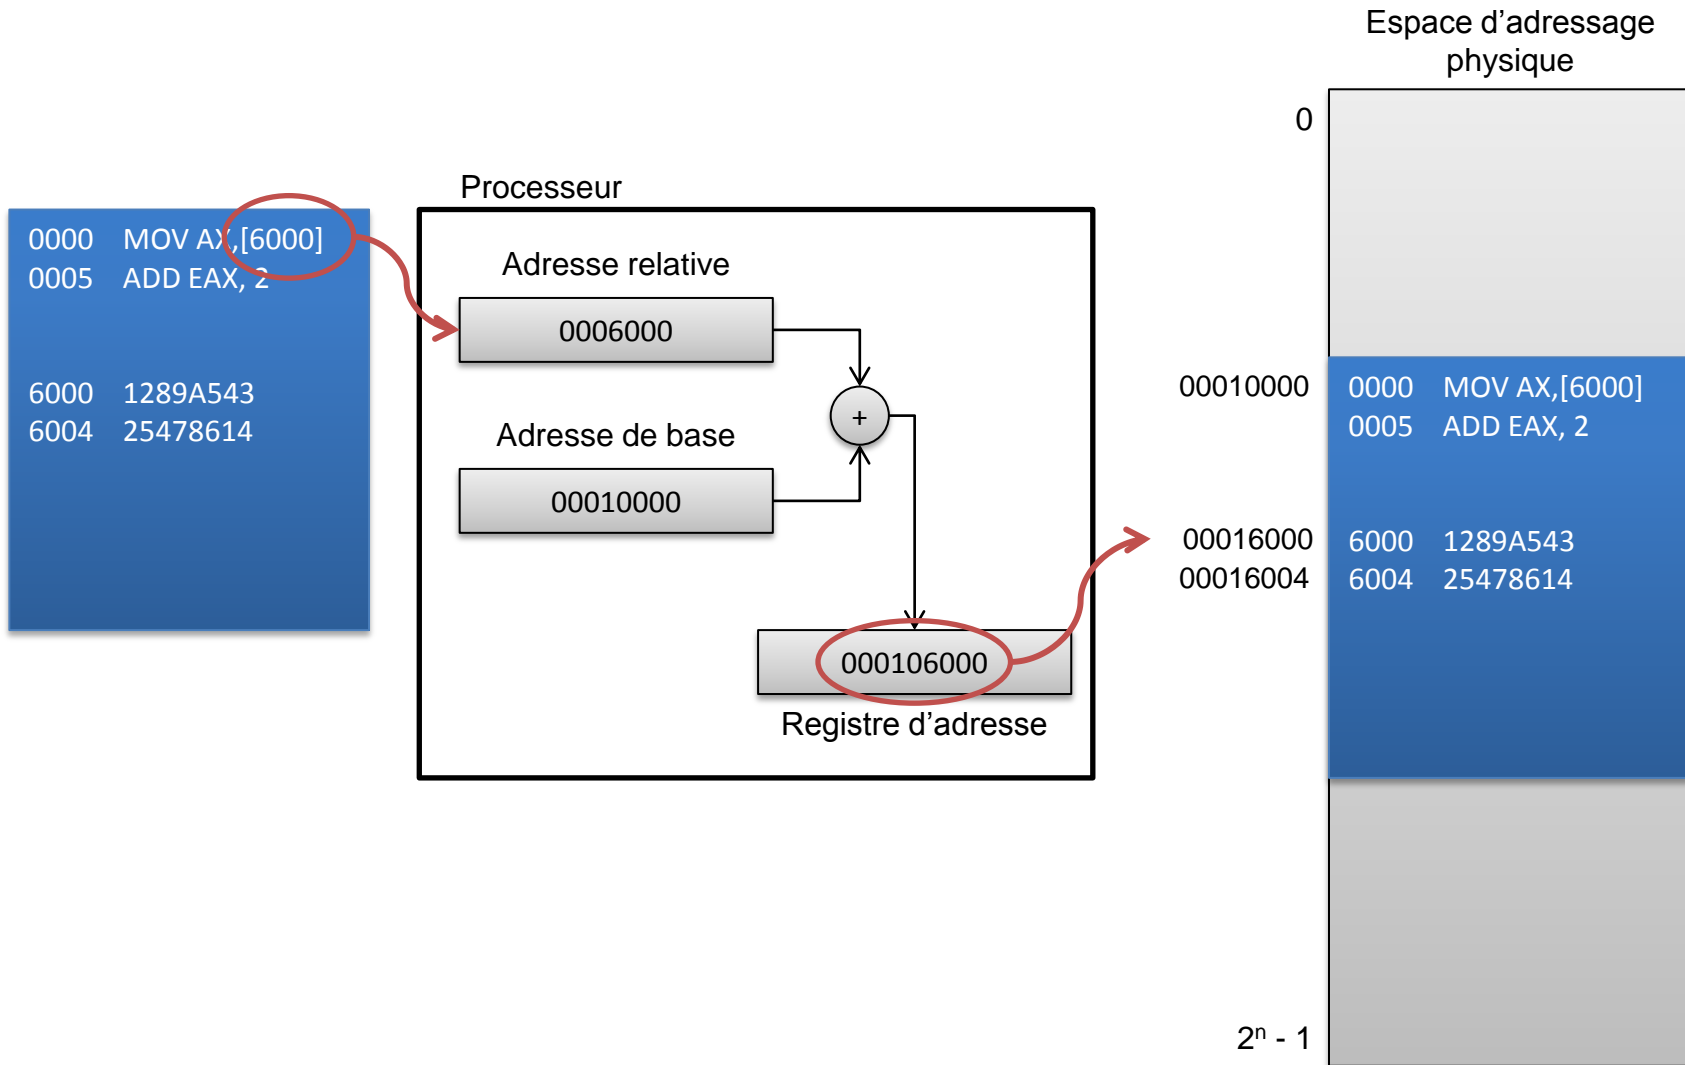 Espace d’adressage
physique
0
Processeur
0000 MOV AX,[6000]
0005 ADD EAX, 2
6000 1289A543
6004 25478614
Adresse relative
0006000
Adresse de base
00010000
+
000106000
Registre d’adresse
00010000 0000 MOV AX,[6000]
0005 ADD EAX, 2
00016000 6000 1289A543
00016004 6004 25478614
2ⁿ - 1